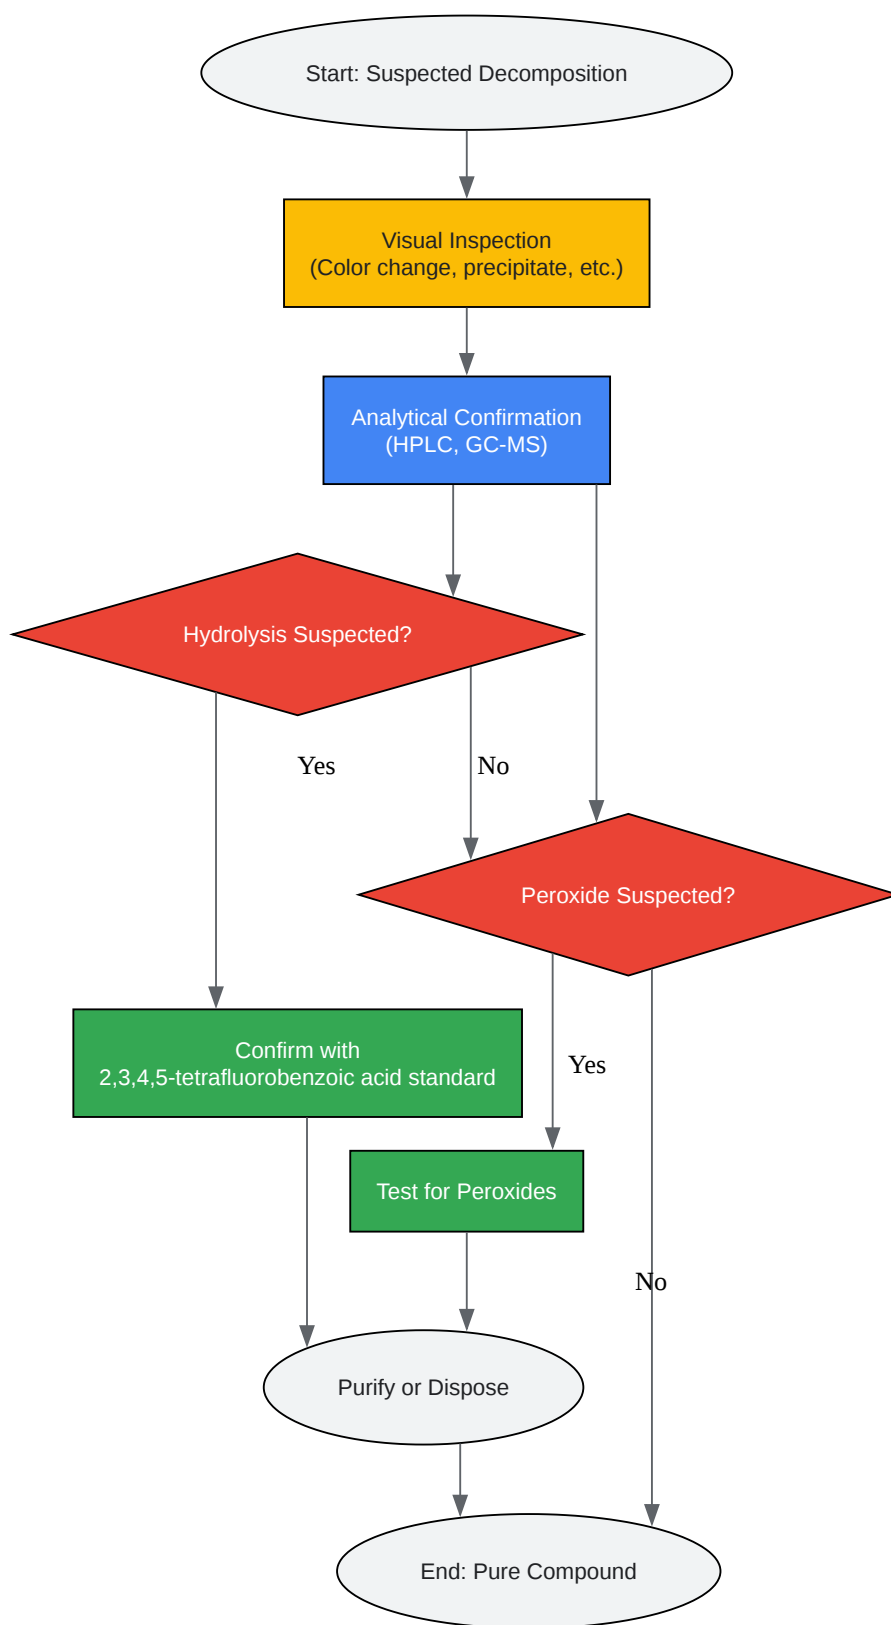 Start: Suspected Decomposition
Visual Inspection
(Color change, precipitate, etc.)
Analytical Confirmation
(HPLC, GC-MS)
Hydrolysis Suspected?
Yes
No
Peroxide Suspected?
Confirm with
2,3,4,5-tetrafluorobenzoic acid standard
Yes
Test for Peroxides
No
Purify or Dispose
End: Pure Compound